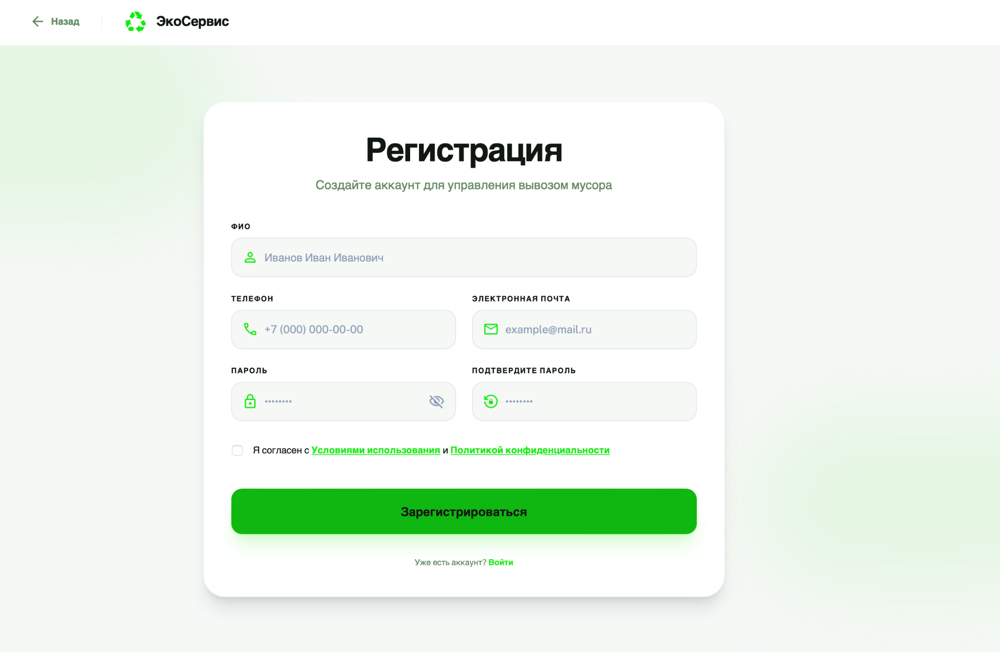 Назад
ЭкоСервис
Регистрация
Создайте аккаунт для управления вывозом мусора
ФИО
Иванов Иван Иванович
ТЕЛЕФОН
ЭЛЕКТРОННАЯ ПОЧТА
+7 (000) 000-00-00
example@mail.ru
ПАРОЛЬ
ПОДТВЕРДИТЕ ПАРОЛЬ
••••••••
••••••••
Я согласен с Условиями использования и Политикой конфиденциальности
Зарегистрироваться
Уже есть аккаунт? Войти